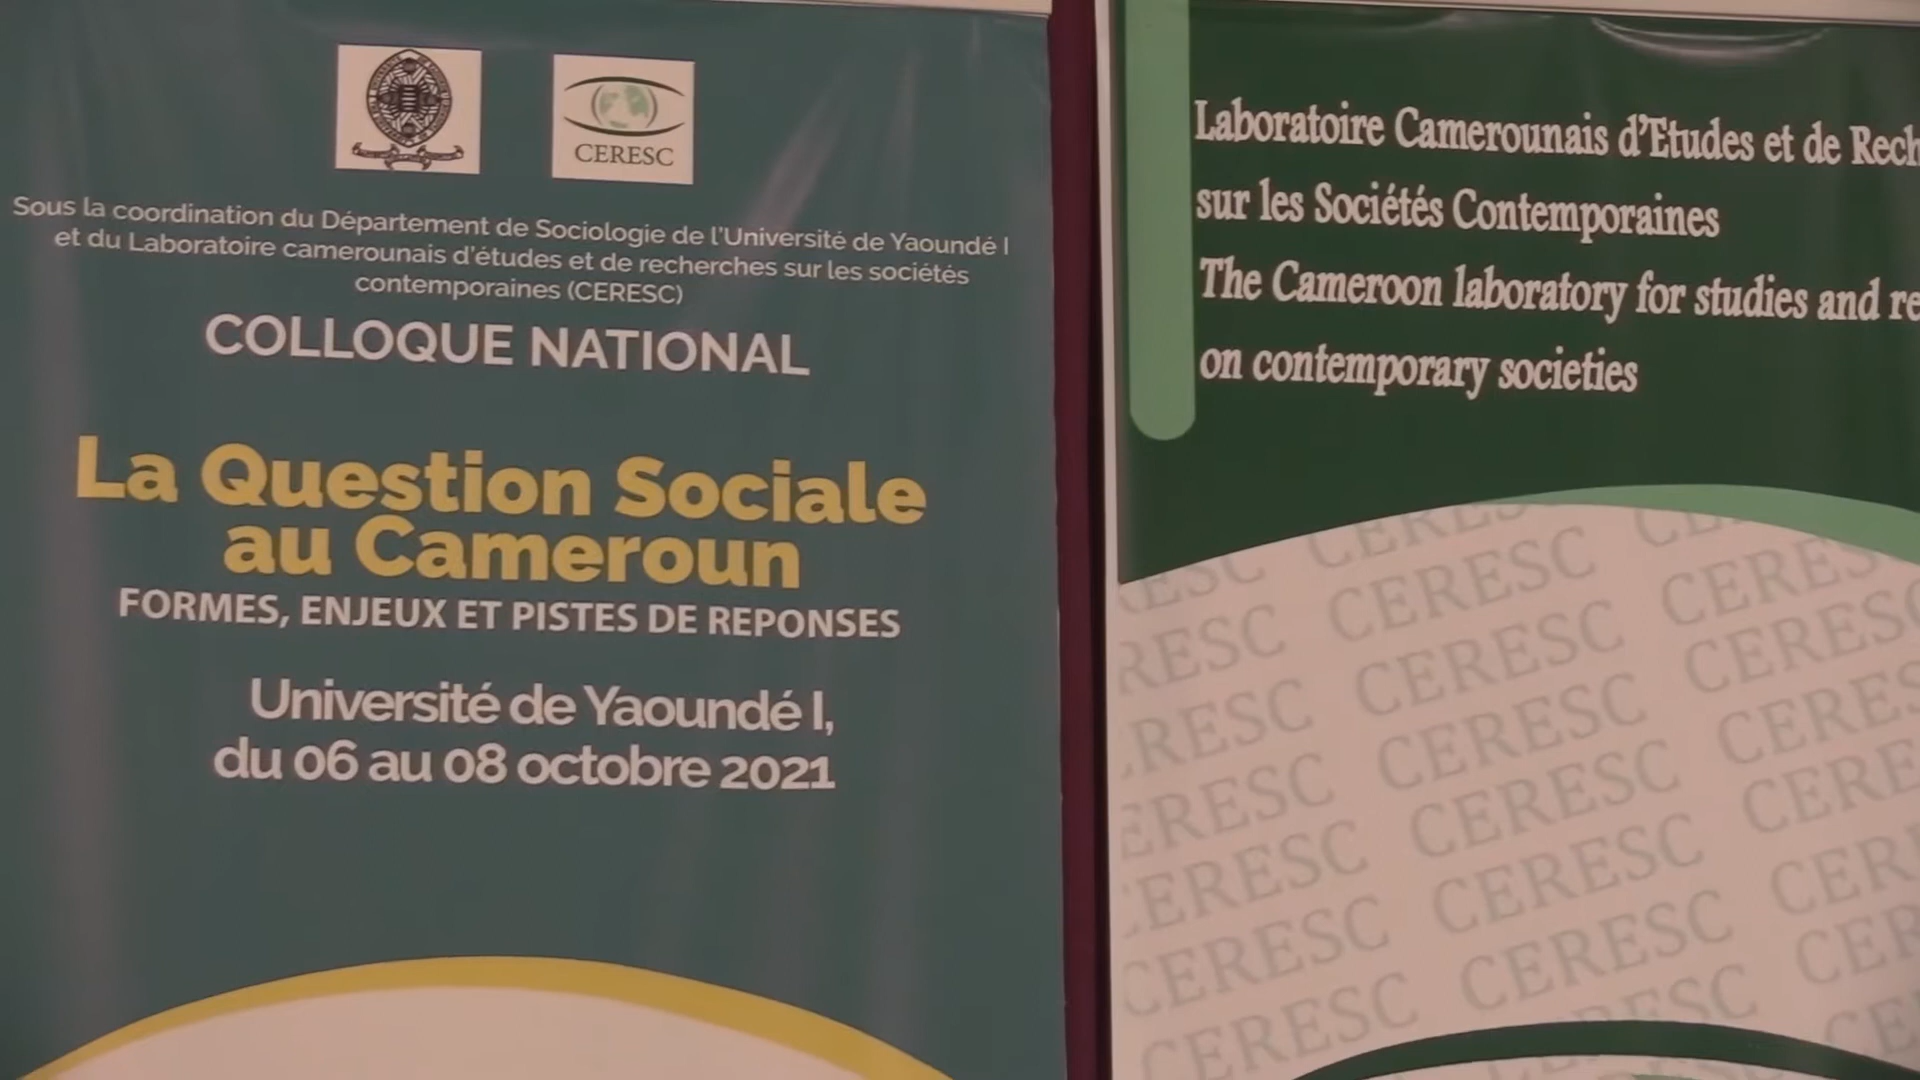 CERESC
Sous la coordination du Département de Sociologie de l'Université de Yaoundé I
et du Laboratoire camerounais d'études et de recherches sur les sociétés
contemporaines (CERESC)
COLLOQUE NATIONAL
La Question Sociale
au Cameroun
FORMES, ENJEUX ET PISTES DE REPONSES
Université de Yaoundé I,
du 06 au 08 octobre 2021
Laboratoire Camerounais d'Etudes et de Rech
sur les Sociétés Contemporaines
The Cameroon laboratory for studies and re
on contemporary societies
CERESC CERESC CERESC
CERESC CERESC CERESC
CERESC CERESC CERESC
CERESC CERESC CERESC
CERESC CERESC CERESC
CERESC CERESC
CERESC CERESC